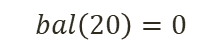 bal(20) = 0